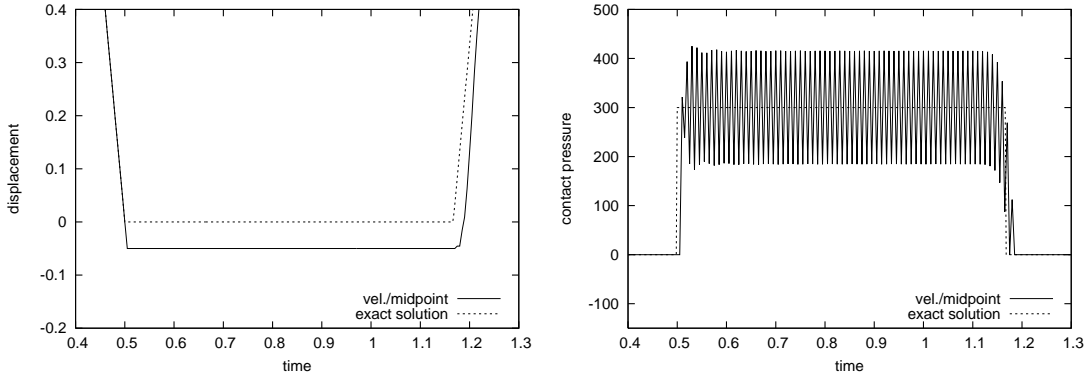 0.4
0.3
0.2
0.1
0
-0.1
-0.2
displacement
vel./midpoint
exact solution
0.4 0.5 0.6 0.7 0.8 0.9 1 1.1 1.2 1.3
time
500
400
300
200
100
0
-100
contact pressure
vel./midpoint
exact solution
0.4 0.5 0.6 0.7 0.8 0.9 1 1.1 1.2 1.3
time